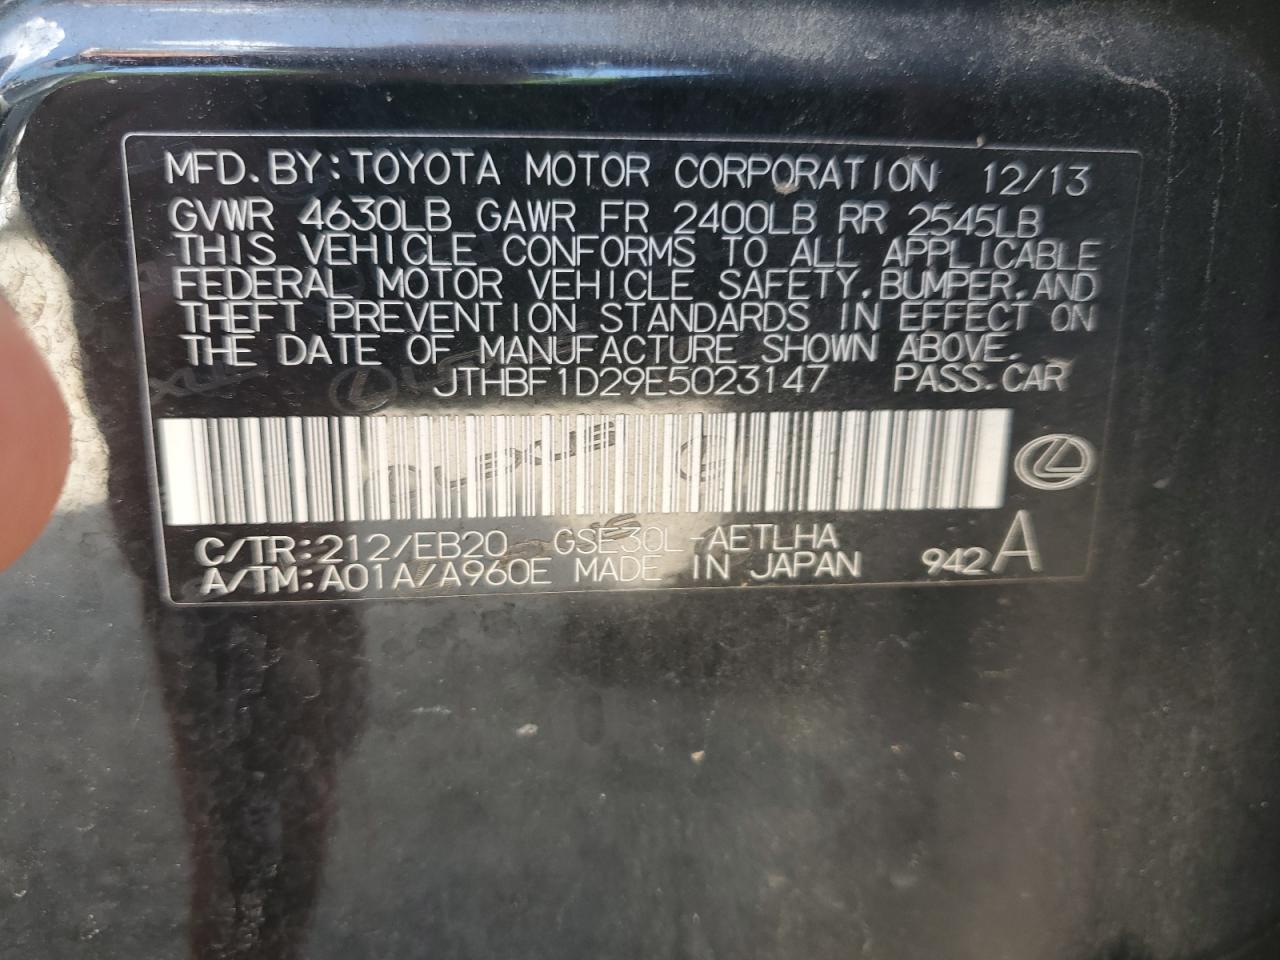 MFD.BY:TOYOTA MOTOR CORPORATION 12/13
GVWR 4630LB GAWR FR 2400LB RR 2545LB
THIS VEHICLE CONFORMS TO ALL APPLICABLE
FEDERAL MOTOR VEHICLE SAFETY,BUMPER,AND
THEFT PREVENTION STANDARDS IN EFFECT ON
THE DATE OF MANUFACTURE SHOWN ABOVE.
JTHBF1D29E5023147 PASS.CAR
LEXUS
C/TR:212/EB20 GSE30L-AETLHA
A/TM:A01A/A960E MADE IN JAPAN 942A